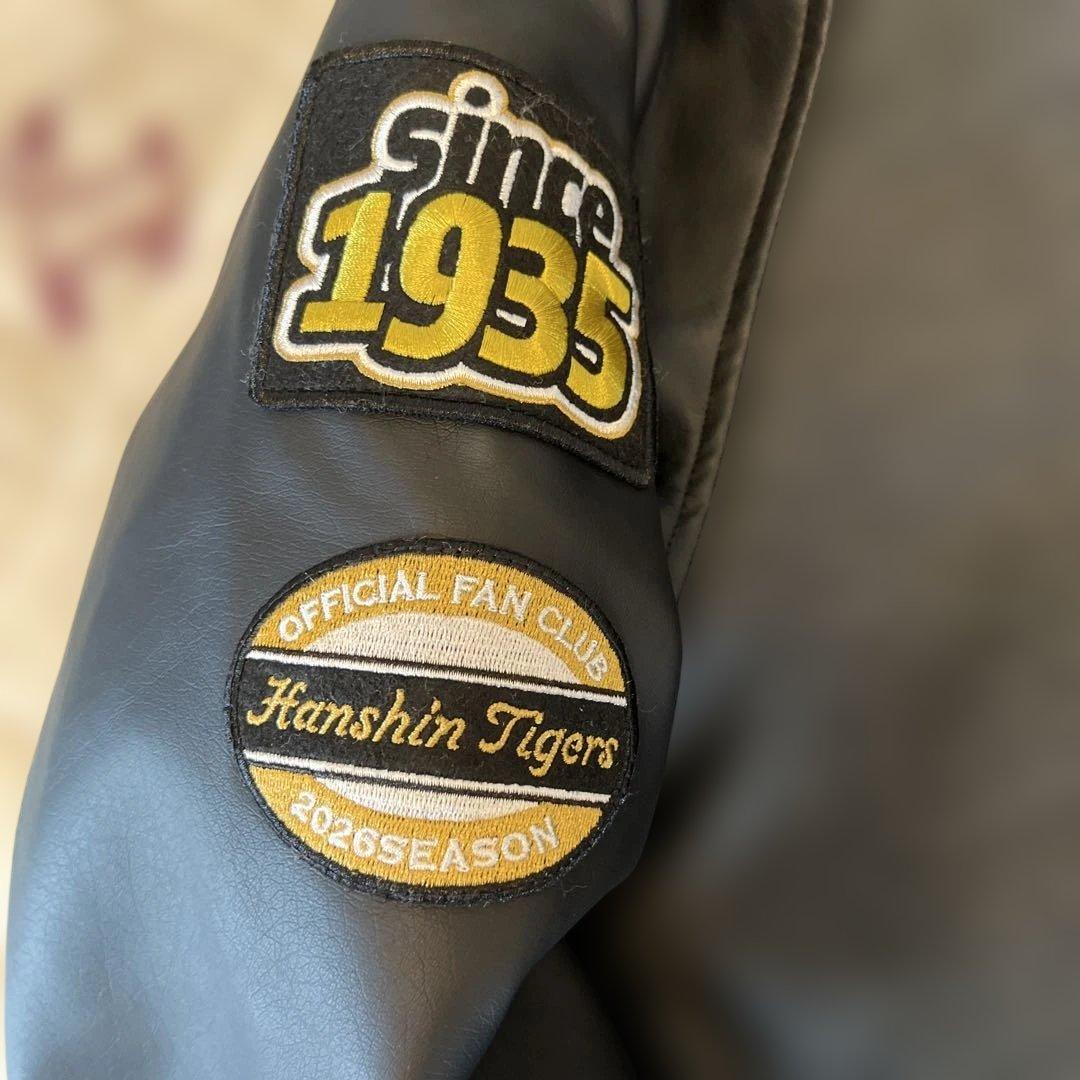 since
1935
OFFICIAL FAN CLUB
Hanshin Tigers
2026SEASON